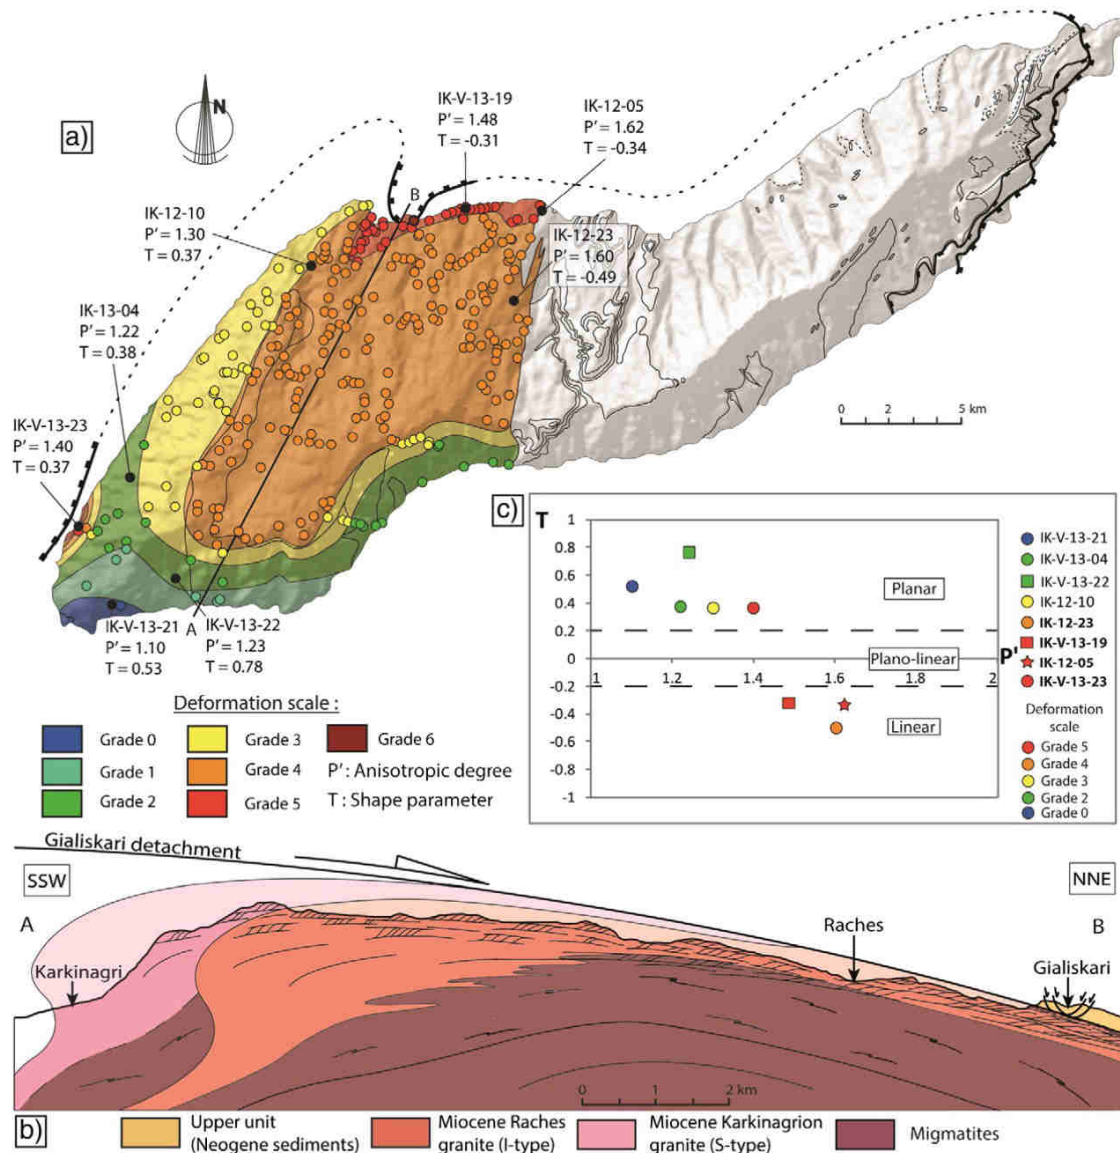 a)
N
IK-V-13-19
P' = 1.48
T = -0.31
IK-12-05
P' = 1.62
T = -0.34
B
IK-12-10
P' = 1.30
T = 0.37
IK-12-23
P' = 1.60
T = -0.49
IK-13-04
P' = 1.22
T = 0.38
IK-V-13-23
P' = 1.40
T = 0.37
0 2 5 km
A
IK-V-13-21
P' = 1.10
T = 0.53
IK-V-13-22
P' = 1.23
T = 0.78
Deformation scale :
Grade 0
Grade 3
Grade 6
Grade 1
Grade 4
P' : Anisotropic degree
Grade 2
Grade 5
T : Shape parameter
c)
T
1
0.8
0.6
0.4
0.2
0
-0.2
-0.4
-0.6
-0.8
-1
1 1.2 1.4 1.6 1.8 2
P'
Planar
Plano-linear
Linear
IK-V-13-21
IK-V-13-04
IK-V-13-22
IK-12-10
IK-12-23
IK-V-13-19
IK-12-05
IK-V-13-23
Deformation
scale
Grade 5
Grade 4
Grade 3
Grade 2
Grade 0
Gialiskari detachment
SSW
NNE
A
B
Karkinagri
Raches
Gialiskari
0 1 2 km
b)
Upper unit
(Neogene sediments)
Miocene Raches
granite (I-type)
Miocene Karkinagrion
granite (S-type)
Migmatites